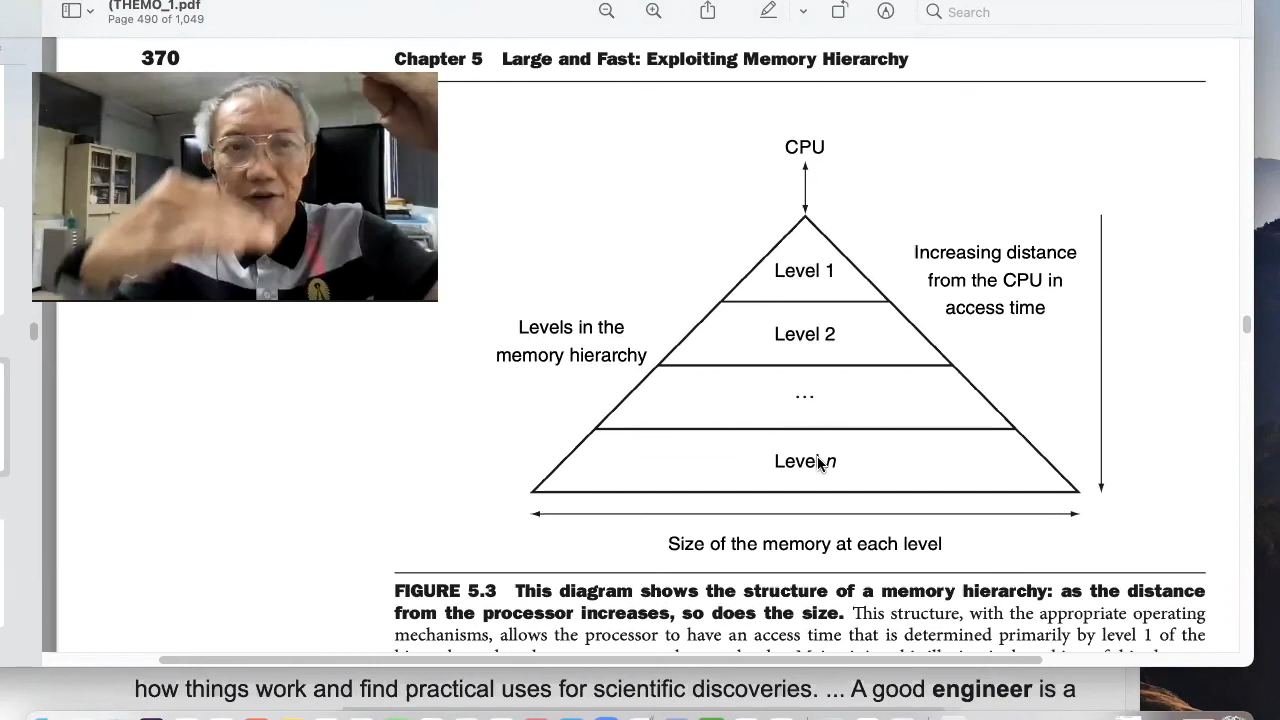 (THEMO_1.pdf
Page 490 of 1,049
Search
370
Chapter 5 Large and Fast: Exploiting Memory Hierarchy
CPU
Level 1
Increasing distance
from the CPU in
access time
Levels in the
memory hierarchy
Level 2
...
Level n
Size of the memory at each level
FIGURE 5.3 This diagram shows the structure of a memory hierarchy: as the distance
from the processor increases, so does the size. This structure, with the appropriate operating
mechanisms, allows the processor to have an access time that is determined primarily by level 1 of the
how things work and find practical uses for scientific discoveries. ... A good engineer is a